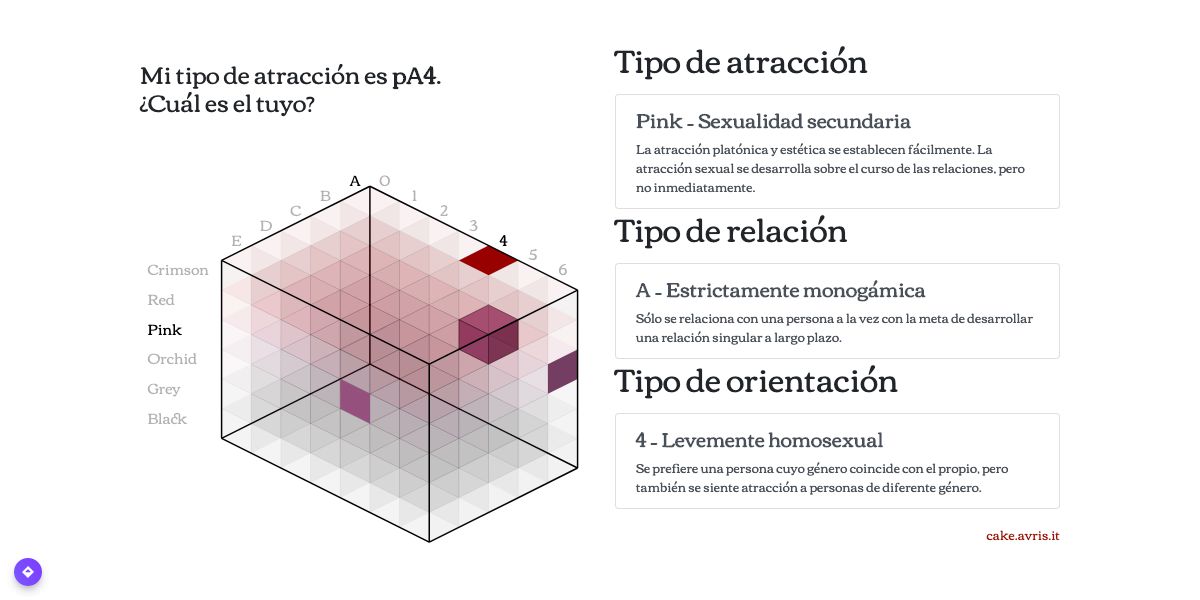 Mi tipo de atracción es pA4.
¿Cuál es el tuyo?
A
O
B
1
C
2
D
3
E
4
5
6
Crimson
Red
Pink
Orchid
Grey
Black
Tipo de atracción
Pink - Sexualidad secundaria
La atracción platónica y estética se establecen fácilmente. La
atracción sexual se desarrolla sobre el curso de las relaciones, pero
no inmediatamente.
Tipo de relación
A - Estrictamente monogámica
Sólo se relaciona con una persona a la vez con la meta de desarrollar
una relación singular a largo plazo.
Tipo de orientación
4 - Levemente homosexual
Se prefiere una persona cuyo género coincide con el propio, pero
también se siente atracción a personas de diferente género.
cake.avris.it